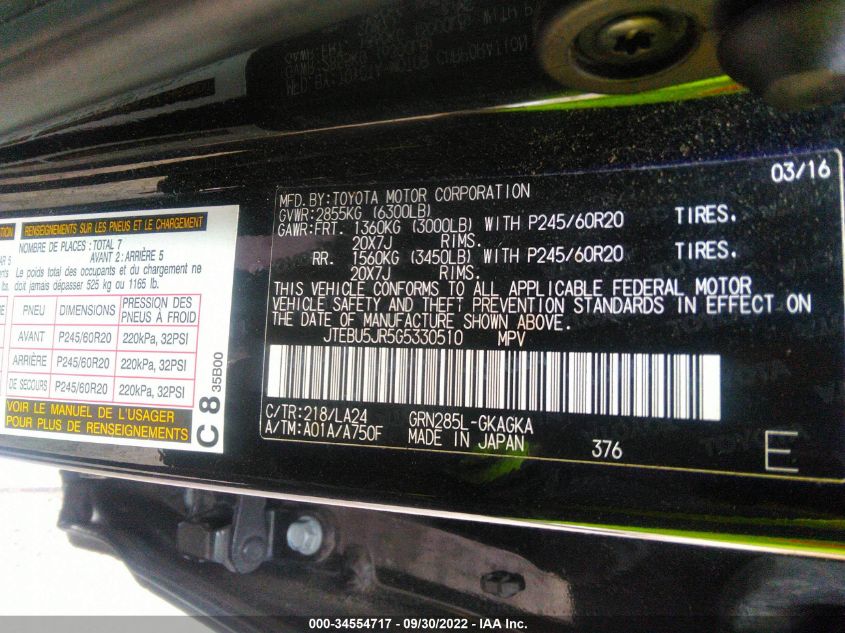 MFD. BY:TOYOTA MOTOR CORPORATION 03/16
GVWR:2855KG (6300LB)
GAWR:FRT. 1360KG (3000LB) WITH P245/60R20 TIRES.
20X7J RIMS.
RR. 1560KG (3450LB) WITH P245/60R20 TIRES.
20X7J RIMS.
THIS VEHICLE CONFORMS TO ALL APPLICABLE FEDERAL MOTOR
VEHICLE SAFETY AND THEFT PREVENTION STANDARDS IN EFFECT ON
THE DATE OF MANUFACTURE SHOWN ABOVE.
JTEBU5JR5G5330510 MPV
C/TR:218/LA24 GRN285L-GKAGKA
A/TM:A01A/A750F MADE IN JAPAN 376 E
RENSEIGNEMENTS SUR LES PNEUS ET LE CHARGEMENT
NOMBRE DE PLACES :TOTAL 7
AVANT 2: ARRIÈRE 5
Le poids total des occupants et du chargement ne
doit jamais dépasser 525 kg ou 1165 lb.
PNEU DIMENSIONS PRESSION DES PNEUS À FROID
AVANT P245/60R20 220kPa, 32PSI
ARRIÈRE P245/60R20 220kPa, 32PSI
DE SECOURS P245/60R20 220kPa, 32PSI
VOIR LE MANUEL DE L'USAGER
POUR PLUS DE RENSEIGNEMENTS
C8 35B00
000-34554717 - 09/30/2022 - IAA Inc.